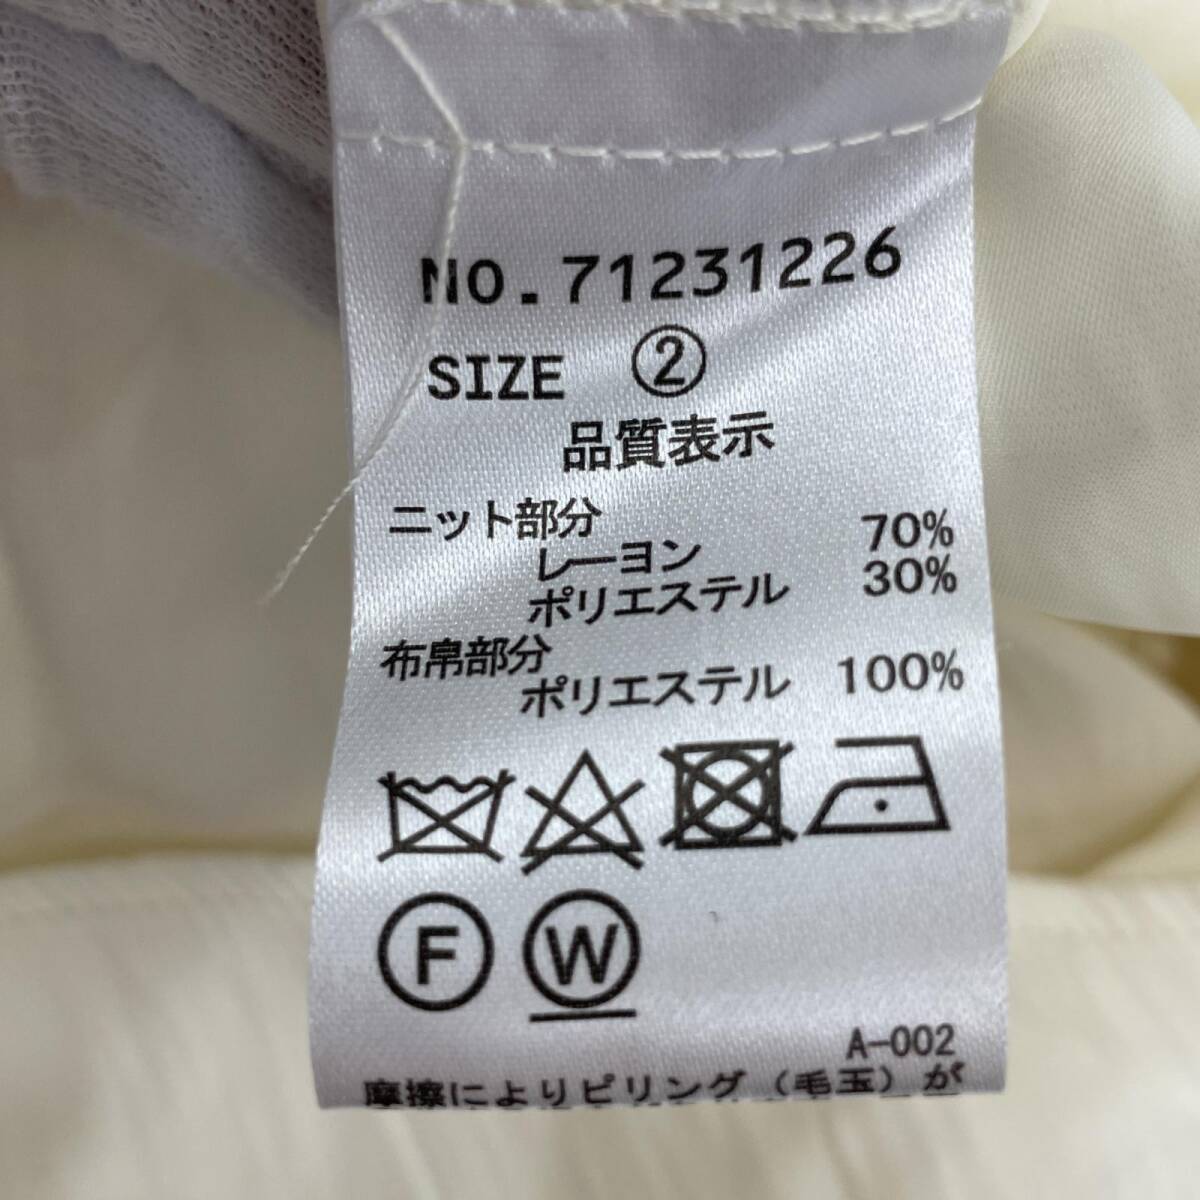 NO.71231226
SIZE ②
品質表示
ニット部分
レーヨン 70%
ポリエステル 30%
布帛部分
ポリエステル 100%
F W
A-002
摩擦によりピリング(毛玉)が